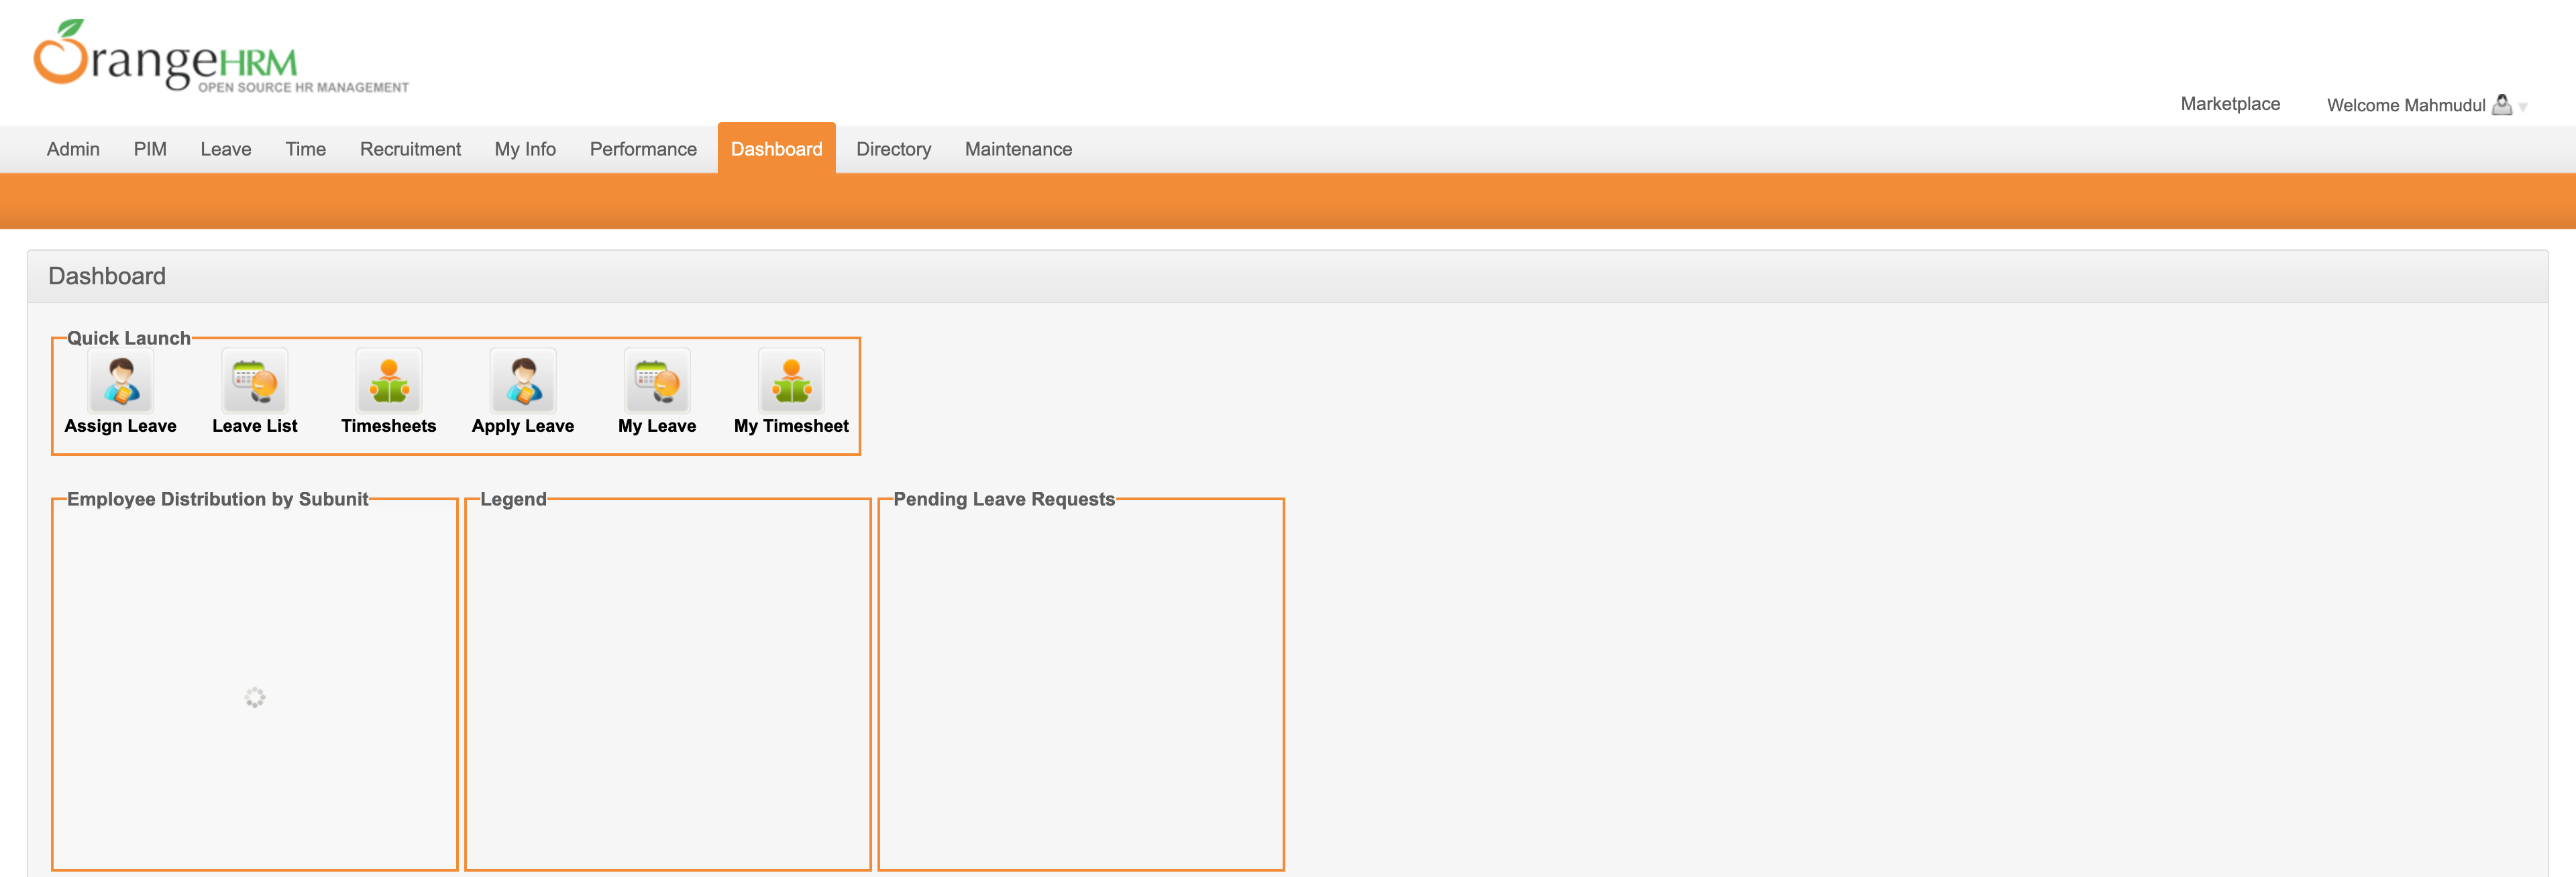 OrangeHRM
OPEN SOURCE HR MANAGEMENT
Marketplace
Welcome Mahmudul
Admin PIM Leave Time Recruitment My Info Performance Dashboard Directory Maintenance
Dashboard
Quick Launch
Assign Leave Leave List Timesheets Apply Leave My Leave My Timesheet
Employee Distribution by Subunit
Legend
Pending Leave Requests